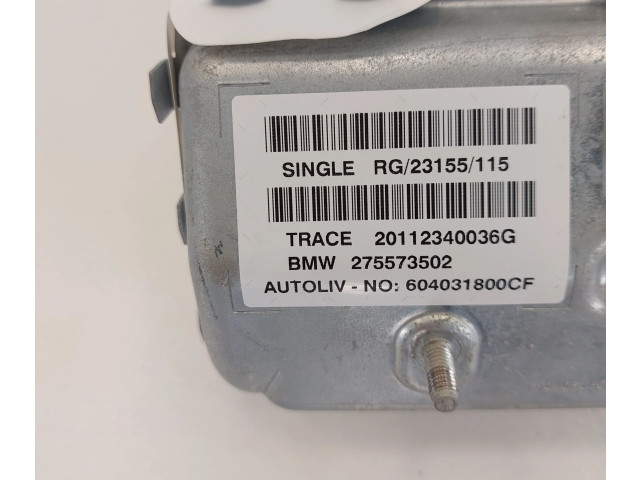 SINGLE RG/23155/115
TRACE 20112340036G
BMW 275573502
AUTOLIV - NO: 604031800CF